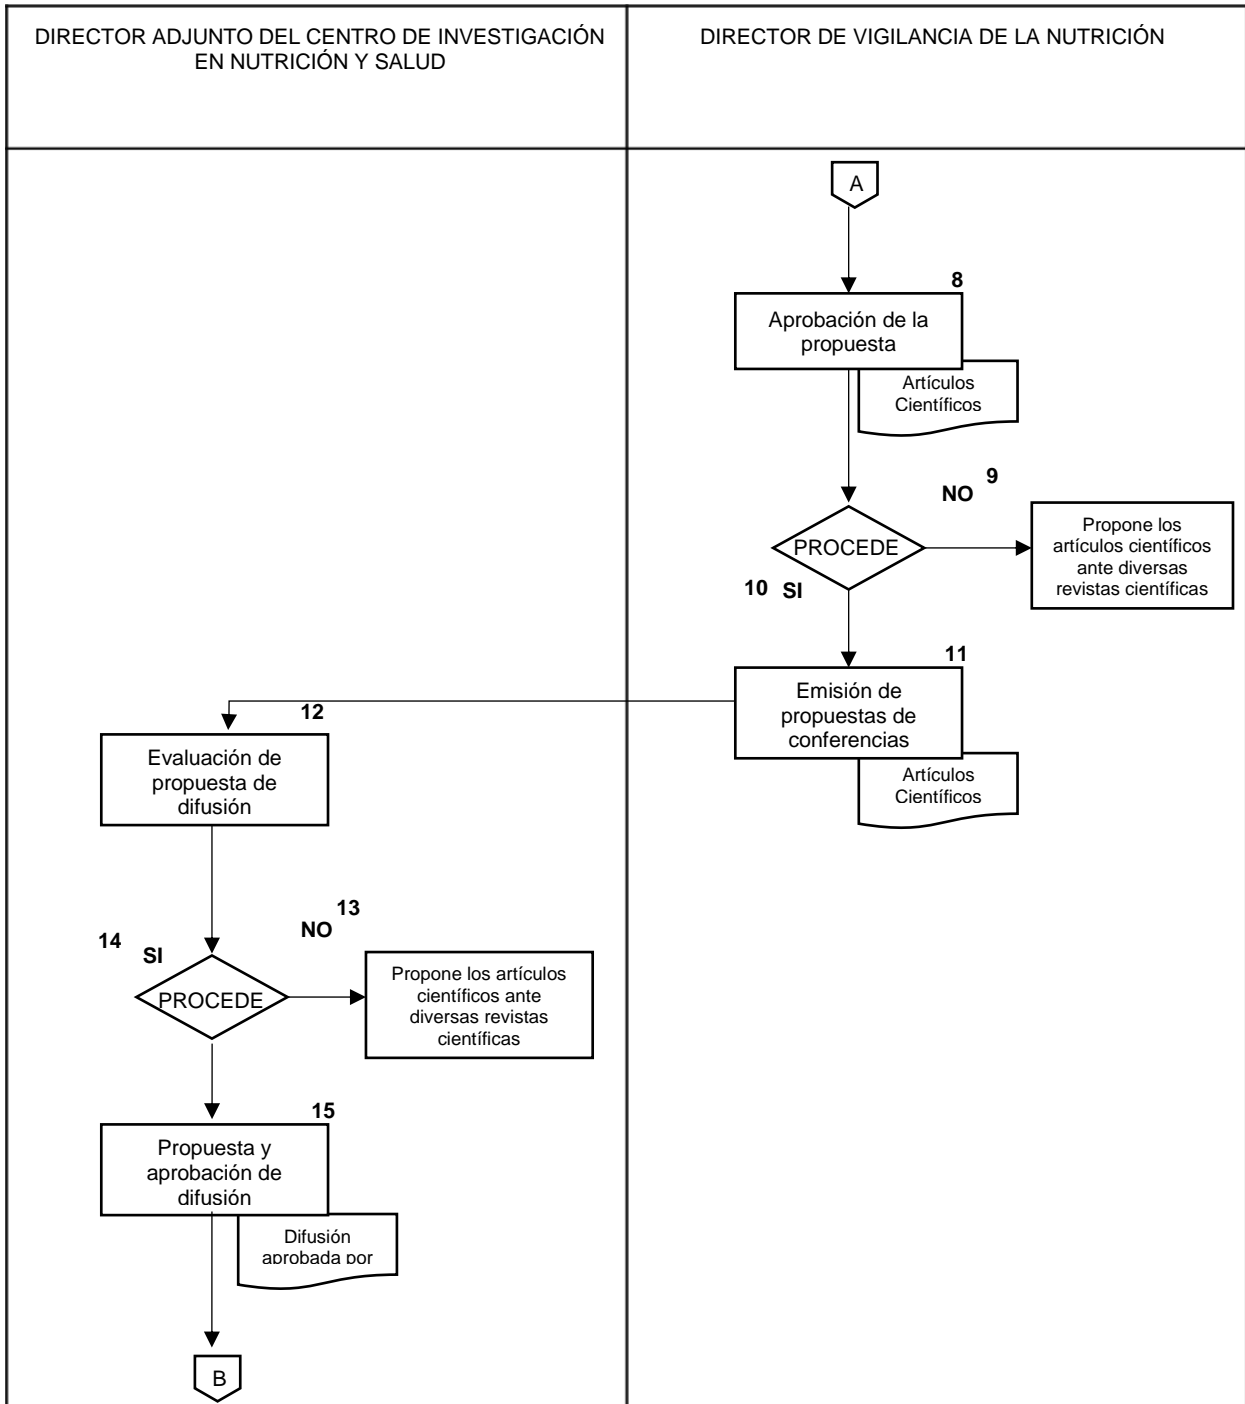 DIRECTOR ADJUNTO DEL CENTRO DE INVESTIGACIÓN
EN NUTRICIÓN Y SALUD
DIRECTOR DE VIGILANCIA DE LA NUTRICIÓN
A
8
Aprobación de la
propuesta
Artículos
Científicos
NO 9
PROCEDE
Propone los
artículos científicos
ante diversas
revistas científicas
10 SI
11
Emisión de
propuestas de
conferencias
Artículos
Científicos
12
Evaluación de
propuesta de
difusión
14 SI
NO 13
PROCEDE
Propone los artículos
científicos ante
diversas revistas
científicas
15
Propuesta y
aprobación de
difusión
Difusión
aprobada por
B